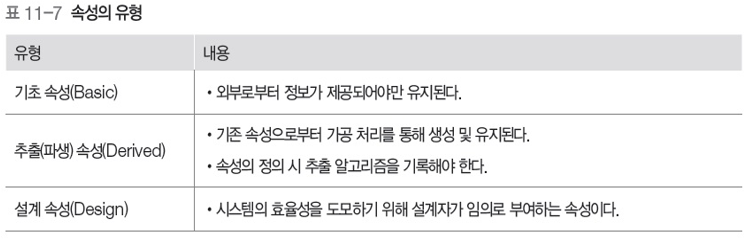 표 11-7 속성의 유형
유형 내용
기초 속성(Basic) • 외부로부터 정보가 제공되어야만 유지된다.
추출(파생) 속성(Derived) • 기존 속성으로부터 가공 처리를 통해 생성 및 유지된다.
• 속성의 정의 시 추출 알고리즘을 기록해야 한다.
설계 속성(Design) • 시스템의 효율성을 도모하기 위해 설계자가 임의로 부여하는 속성이다.